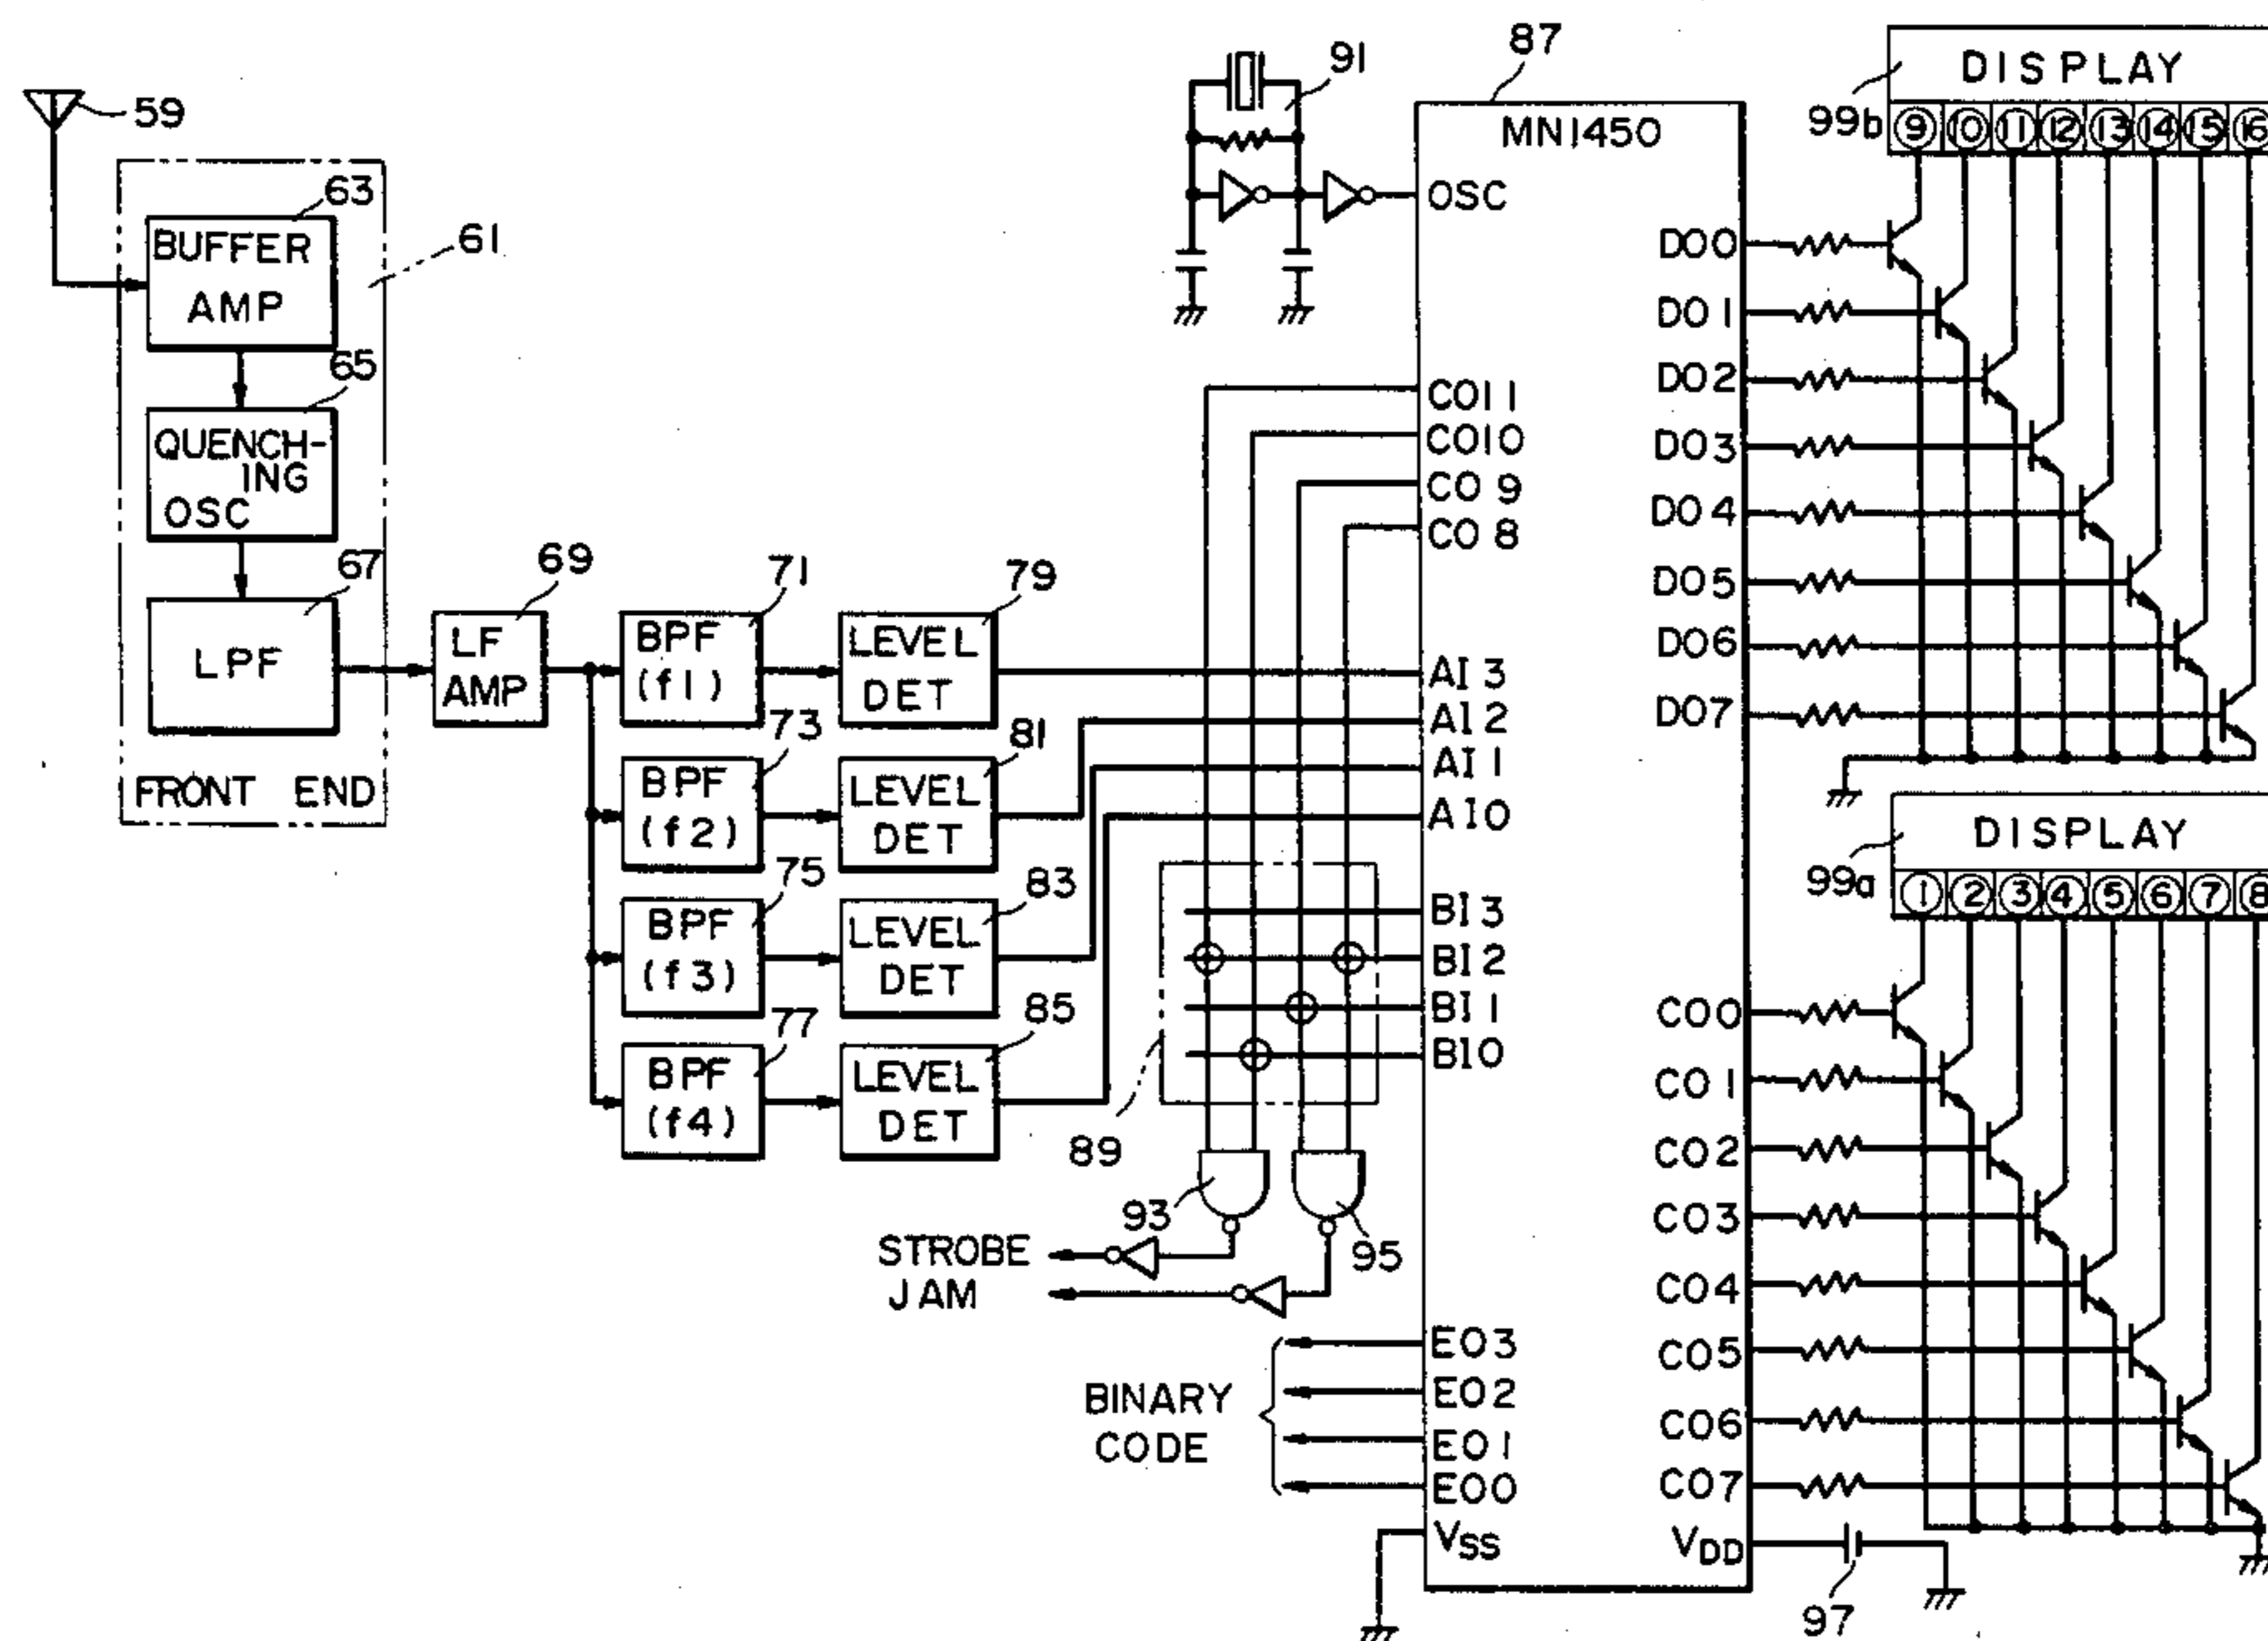 59
FRONT END
61
63
BUFFER
AMP
65
QUENCH-
ING
OSC
67
LPF
69
LF
AMP
71
BPF
(f1)
73
BPF
(f2)
75
BPF
(f3)
77
BPF
(f4)
79
LEVEL
DET
81
LEVEL
DET
83
LEVEL
DET
85
LEVEL
DET
91
87
MN1450
OSC
CO11
CO10
CO9
CO8
AI3
AI2
AI1
AI0
BI3
BI2
BI1
BI0
89
93
95
STROBE
JAM
BINARY
CODE
EO3
EO2
EO1
EO0
VSS
DO0
DO1
DO2
DO3
DO4
DO5
DO6
DO7
CO0
CO1
CO2
CO3
CO4
CO5
CO6
CO7
VDD
97
DISPLAY
99b
⑨ ⑩ ⑪ ⑫ ⑬ ⑭ ⑮ ⑯
DISPLAY
99a
① ② ③ ④ ⑤ ⑥ ⑦ ⑧